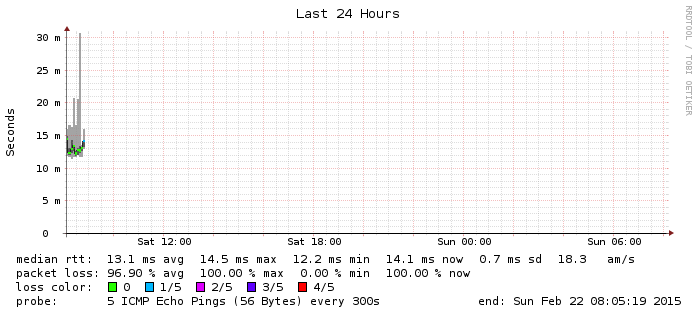 Last 24 Hours
RRDTOOL / TOBI OETIKER
Seconds
30 m
25 m
20 m
15 m
10 m
5 m
0
Sat 12:00 Sat 18:00 Sun 00:00 Sun 06:00
median rtt: 13.1 ms avg 14.5 ms max 12.2 ms min 14.1 ms now 0.7 ms sd 18.3 am/s
packet loss: 96.90 % avg 100.00 % max 0.00 % min 100.00 % now
loss color: 0 1/5 2/5 3/5 4/5
probe: 5 ICMP Echo Pings (56 Bytes) every 300s end: Sun Feb 22 08:05:19 2015